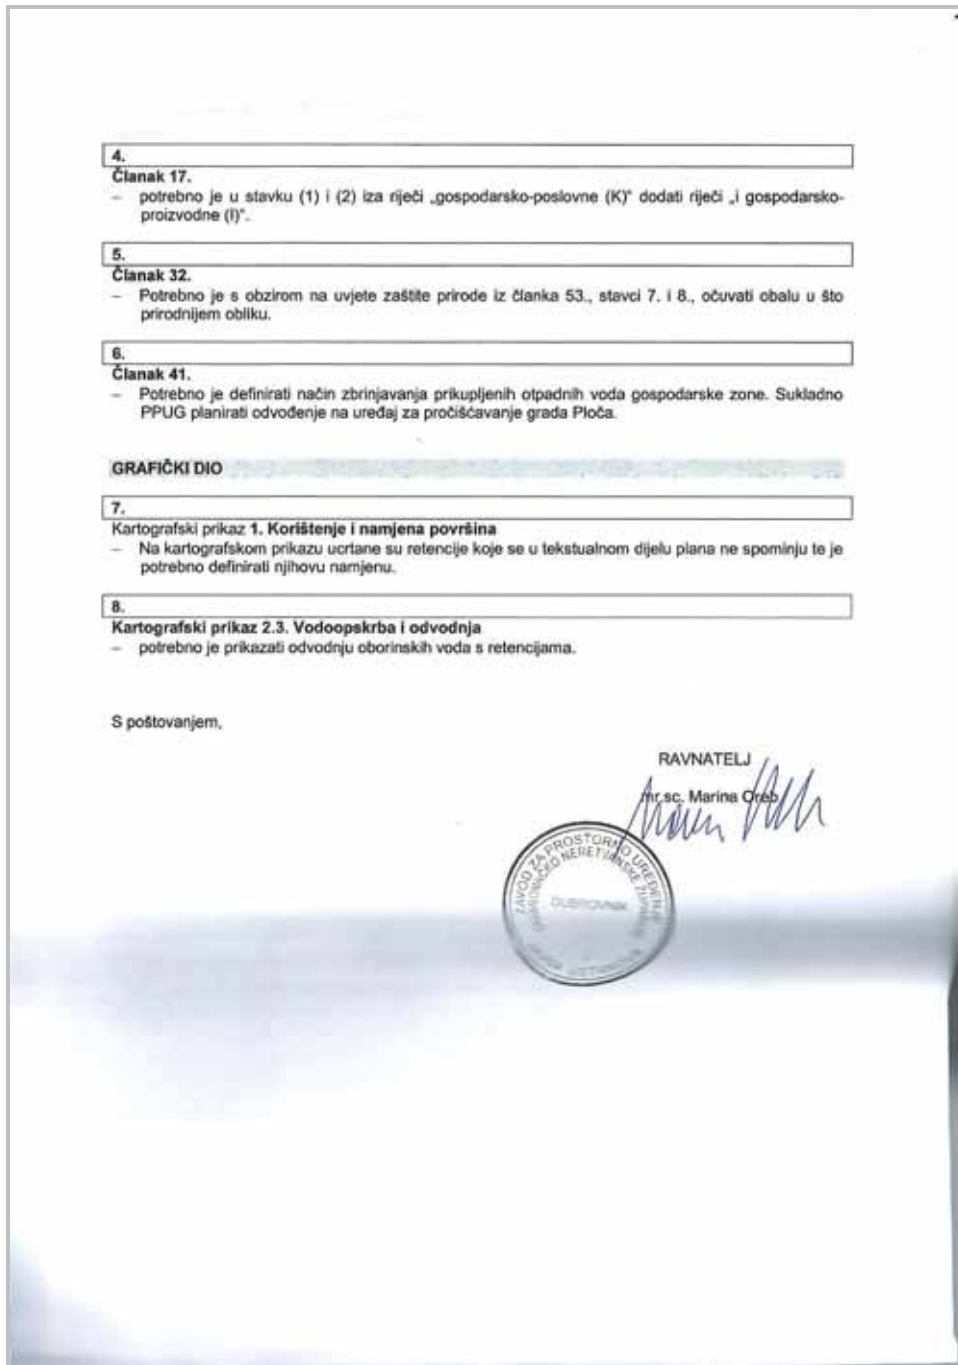 4.
Članak 17.
– potrebno je u stavku (1) i (2) iza riječi „gospodarsko-poslovne (K)“ dodati riječi „i gospodarsko-
proizvodne (I)“.
5.
Članak 32.
– Potrebno je s obzirom na uvjete zaštite prirode iz članka 53., stavci 7. i 8., očuvati obalu u što
prirodnijem obliku.
6.
Članak 41.
– Potrebno je definirati način zbrinjavanja prikupljenih otpadnih voda gospodarske zone. Sukladno
PPUG planirati odvođenje na uređaj za pročišćavanje grada Ploča.
GRAFIČKI DIO
7.
Kartografski prikaz 1. Korištenje i namjena površina
– Na kartografskom prikazu ucrtane su retencije koje se u tekstualnom dijelu plana ne spominju te je
potrebno definirati njihovu namjenu.
8.
Kartografski prikaz 2.3. Vodoopskrba i odvodnja
– potrebno je prikazati odvodnju oborinskih voda s retencijama.
S poštovanjem,
RAVNATELJ
mr.sc. Marina Oreb
ZAVOD ZA PROSTORNO UREĐENJE
DUBROVAČKO NERETVANSKE ŽUPANIJE
DUBROVNIK
JAVNA USTANOVA